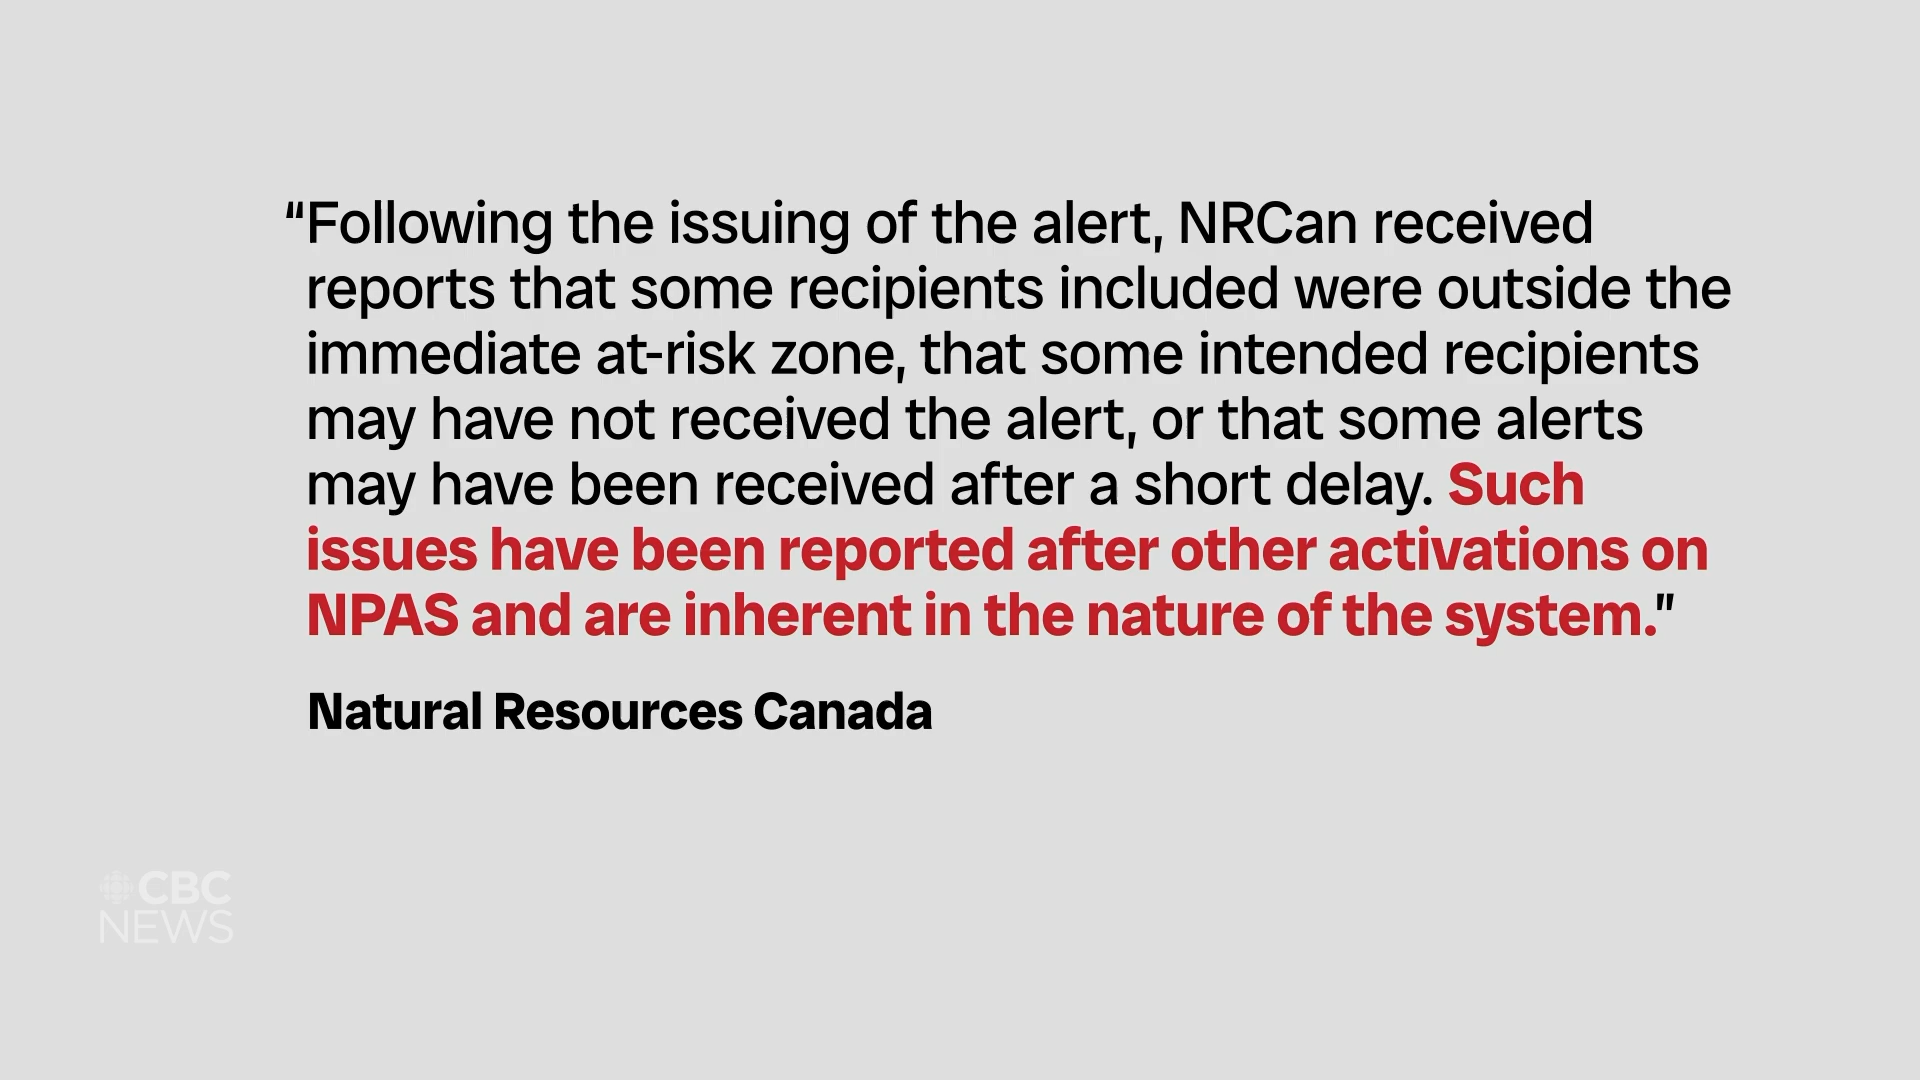 “Following the issuing of the alert, NRCan received
reports that some recipients included were outside the
immediate at-risk zone, that some intended recipients
may have not received the alert, or that some alerts
may have been received after a short delay. Such
issues have been reported after other activations on
NPAS and are inherent in the nature of the system.”
Natural Resources Canada
CBC
NEWS